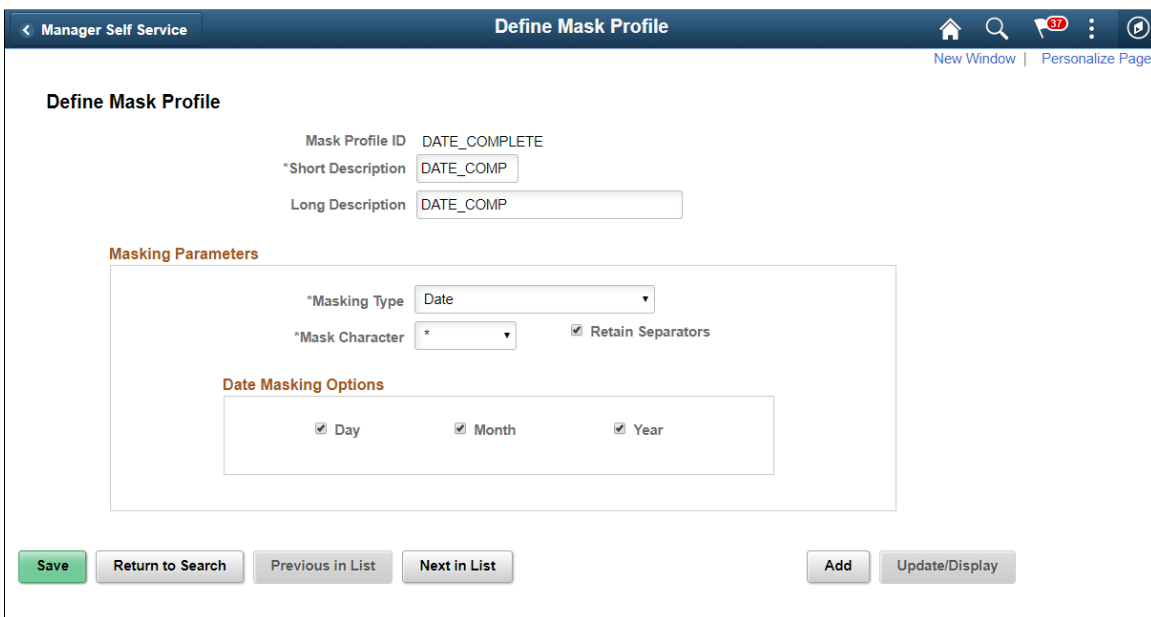 Manager Self Service Define Mask Profile 37
New Window | Personalize Page
Define Mask Profile
Mask Profile ID DATE_COMPLETE
*Short Description DATE_COMP
Long Description DATE_COMP
Masking Parameters
*Masking Type Date
*Mask Character * Retain Separators
Date Masking Options
Day Month Year
Save Return to Search Previous in List Next in List Add Update/Display